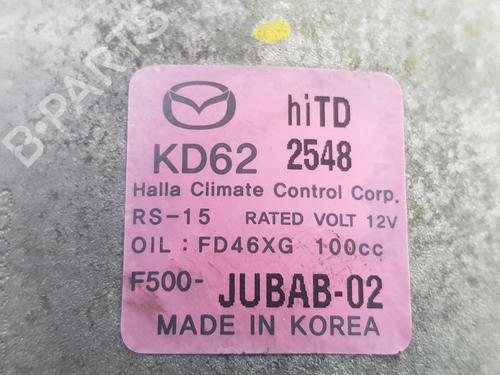 B-PARTS
hiTD
KD62 2548
Halla Climate Control Corp.
RS-15 RATED VOLT 12V
OIL : FD46XG 100cc
F500- JUBAB-02
MADE IN KOREA